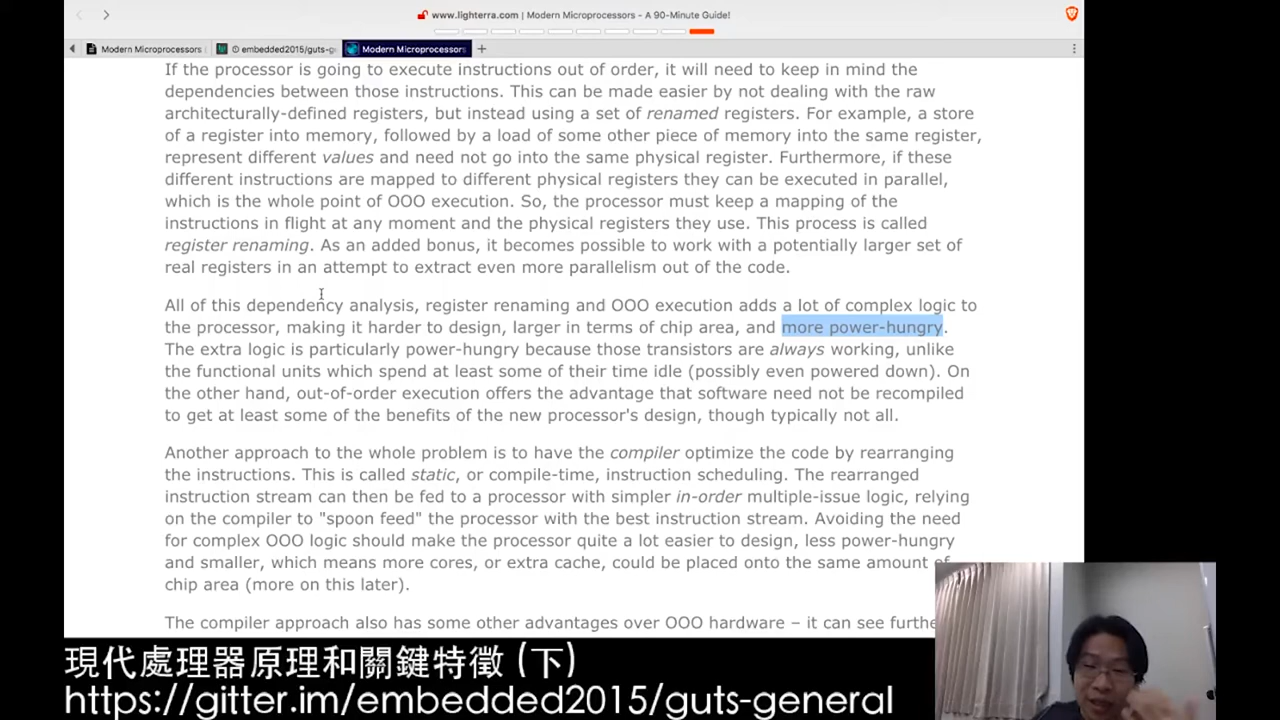 www.lighterra.com | Modern Microprocessors - A 90-Minute Guide!
Modern Microprocessors
embedded2015/guts-g
Modern Microprocessors
If the processor is going to execute instructions out of order, it will need to keep in mind the
dependencies between those instructions. This can be made easier by not dealing with the raw
architecturally-defined registers, but instead using a set of renamed registers. For example, a store
of a register into memory, followed by a load of some other piece of memory into the same register,
represent different values and need not go into the same physical register. Furthermore, if these
different instructions are mapped to different physical registers they can be executed in parallel,
which is the whole point of OOO execution. So, the processor must keep a mapping of the
instructions in flight at any moment and the physical registers they use. This process is called
register renaming. As an added bonus, it becomes possible to work with a potentially larger set of
real registers in an attempt to extract even more parallelism out of the code.
All of this dependency analysis, register renaming and OOO execution adds a lot of complex logic to
the processor, making it harder to design, larger in terms of chip area, and more power-hungry.
The extra logic is particularly power-hungry because those transistors are always working, unlike
the functional units which spend at least some of their time idle (possibly even powered down). On
the other hand, out-of-order execution offers the advantage that software need not be recompiled
to get at least some of the benefits of the new processor's design, though typically not all.
Another approach to the whole problem is to have the compiler optimize the code by rearranging
the instructions. This is called static, or compile-time, instruction scheduling. The rearranged
instruction stream can then be fed to a processor with simpler in-order multiple-issue logic, relying
on the compiler to "spoon feed" the processor with the best instruction stream. Avoiding the need
for complex OOO logic should make the processor quite a lot easier to design, less power-hungry
and smaller, which means more cores, or extra cache, could be placed onto the same amount of
chip area (more on this later).
The compiler approach also has some other advantages over OOO hardware – it can see furthe
現代處理器原理和關鍵特徵 (下)
https://gitter.im/embedded2015/guts-general